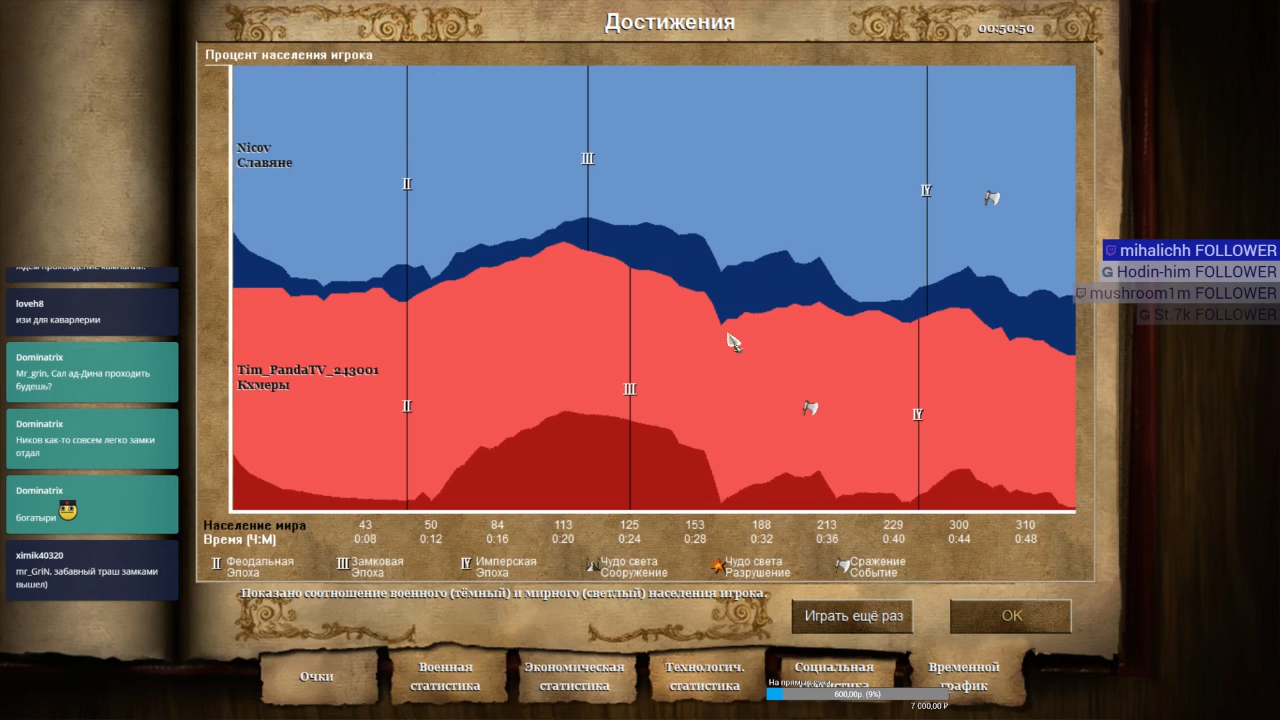 Достижения
00:50:50
Процент населения игрока
Nicov
Славяне
II
III
IV
Tim_PandaTV_243001
Кхмеры
II
III
IV
Население мира 43 50 84 113 125 153 188 213 229 300 310
Время (Ч:М) 0:08 0:12 0:16 0:20 0:24 0:28 0:32 0:36 0:40 0:44 0:48
II Феодальная Эпоха
III Замковая Эпоха
IV Имперская Эпоха
Чудо света Сооружение
Чудо света Разрушение
Сражение Событие
Показано соотношение военного (тёмный) и мирного (светлый) населения игрока.
Играть ещё раз
OK
Очки
Военная статистика
Экономическая статистика
Технологич. статистика
Социальная
Временной график
600,00р. (9%)
7 000,00 ₽
loveh8
изи для каварлерии
Dominatrix
Mr_grin, Сал ад-Дина проходить
будешь?
Dominatrix
Ников как-то совсем легко замки
отдал
Dominatrix
богатыри
ximik40320
mr_GriN, забавный траш замками
вышел)
mihalichh FOLLOWER
Hodin-him FOLLOWER
mushroom1m FOLLOWER
St.7k FOLLOWER